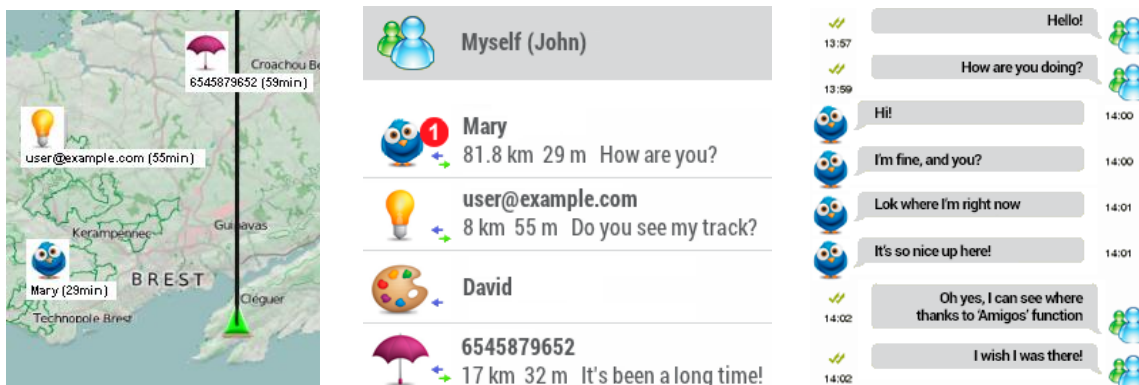 Croachou Be
6545879652 (59min)
user@example.com (55min)
Guipavas
Kerampennec
BREST
Mary (29min)
Cléguer
Technopole Brest
Myself (John)
1
Mary
81.8 km 29 m How are you?
user@example.com
8 km 55 m Do you see my track?
David
6545879652
17 km 32 m It's been a long time!
Hello!
13:57
How are you doing?
13:59
Hi!
14:00
I'm fine, and you?
14:00
Lok where I'm right now
14:01
It's so nice up here!
14:01
Oh yes, I can see where
thanks to 'Amigos' function
14:02
I wish I was there!
14:02